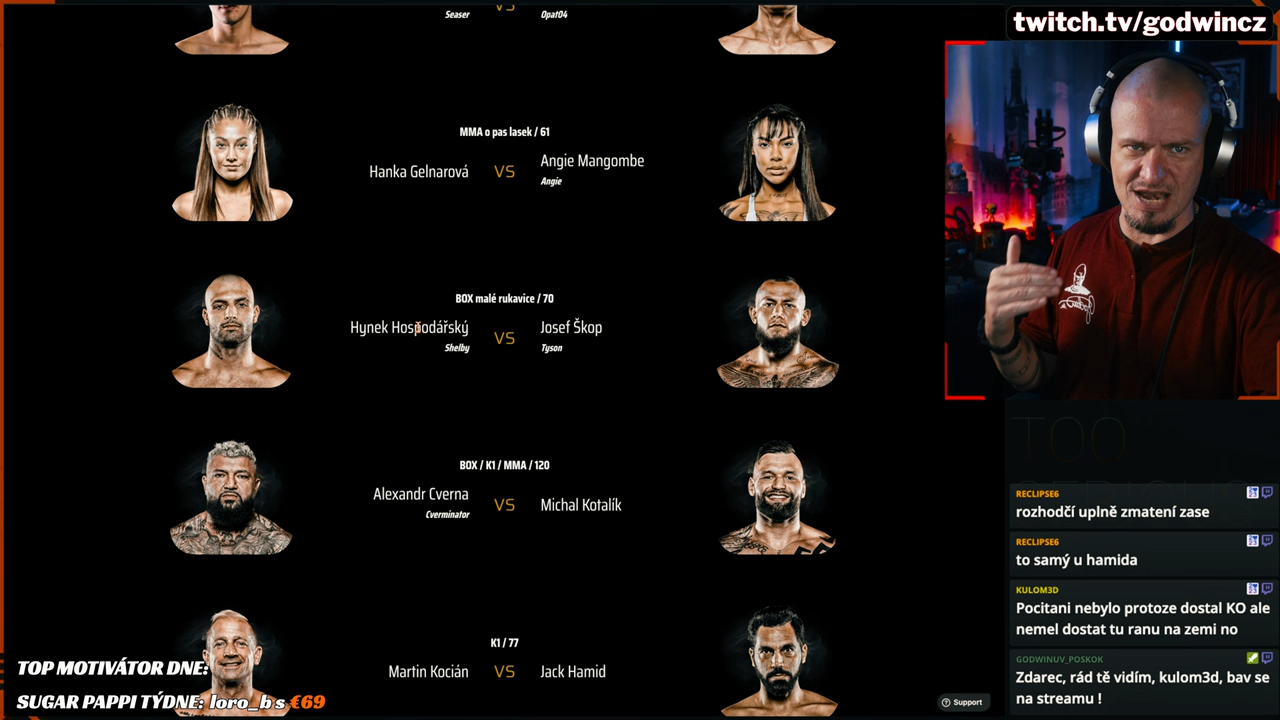 twitch.tv/godwincz
Seaser
VS
Opat04
MMA o pas lasek / 61
Hanka Gelnarová
VS
Angie Mangombe
Angie
BOX malé rukavice / 70
Hynek Hospodářský
Shelby
VS
Josef Škop
Tyson
BOX / K1 / MMA / 120
Alexandr Cverna
Cverminator
VS
Michal Kotalík
K1 / 77
Martin Kocián
VS
Jack Hamid
TOP MOTIVÁTOR DNE:
SUGAR PAPPI TÝDNE: loro_b s €69
Support
TOO
RECLIPSE6
rozhodčí uplně zmatení zase
RECLIPSE6
to samý u hamida
KULOM3D
Pocitani nebylo protoze dostal KO ale
nemel dostat tu ranu na zemi no
GODWINUV_POSKOK
Zdarec, rád tě vidím, kulom3d, bav se
na streamu !